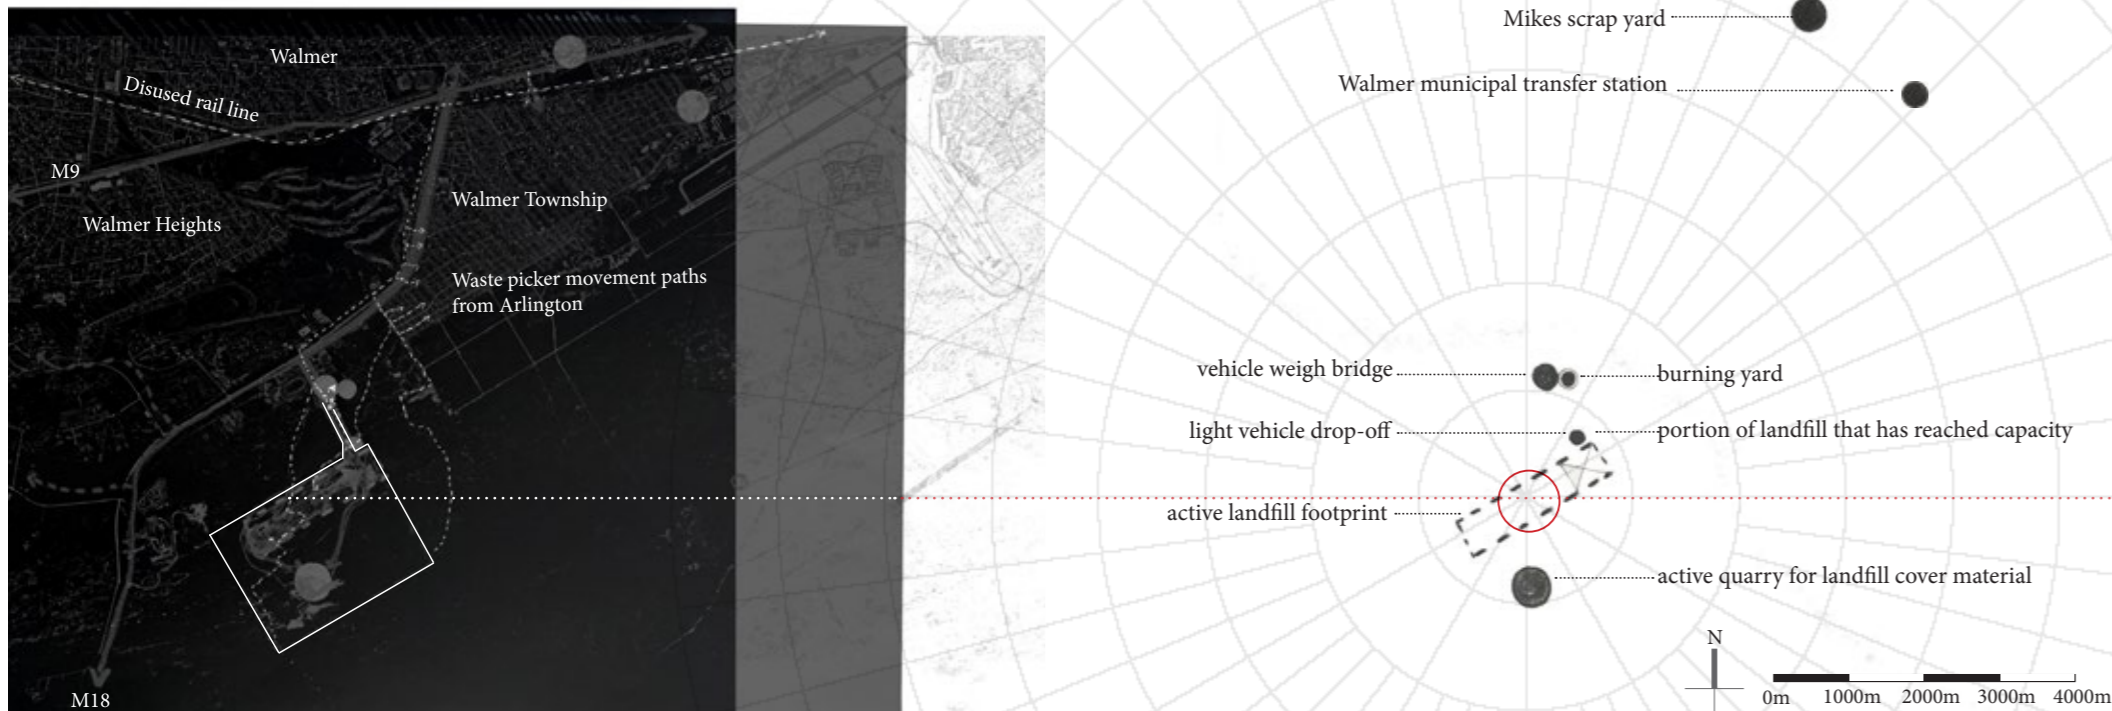 Walmer
Disused rail line
M9
Walmer Heights
Walmer Township
Waste picker movement paths
from Arlington
M18
Mikes scrap yard
Walmer municipal transfer station
vehicle weigh bridge
burning yard
light vehicle drop-off
portion of landfill that has reached capacity
active landfill footprint
active quarry for landfill cover material
N
0m 1000m 2000m 3000m 4000m